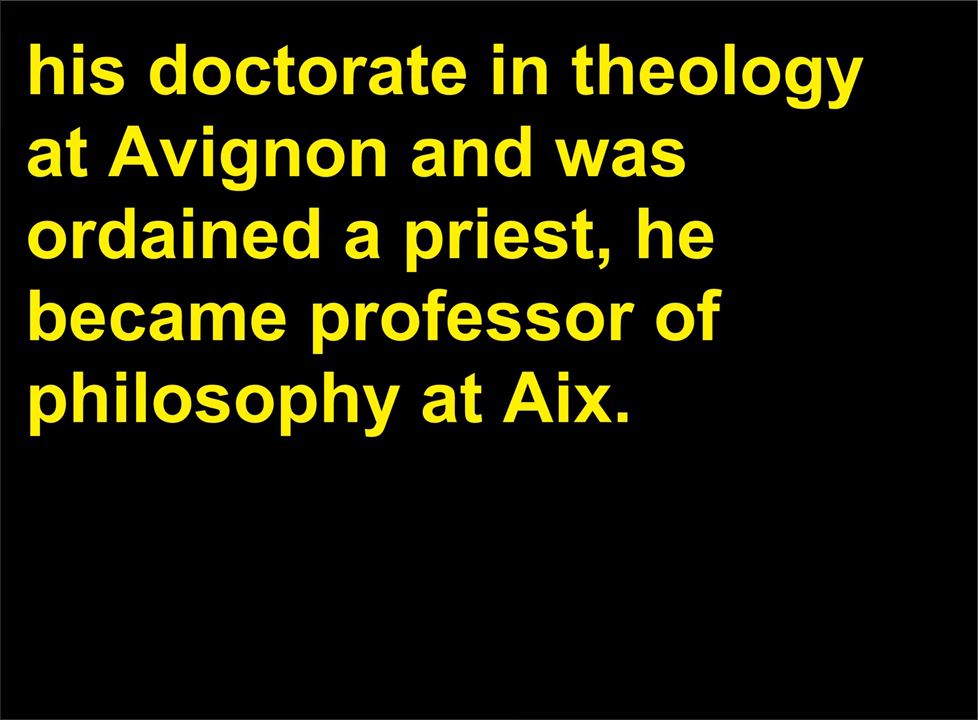 his doctorate in theology
at Avignon and was
ordained a priest, he
became professor of
philosophy at Aix.